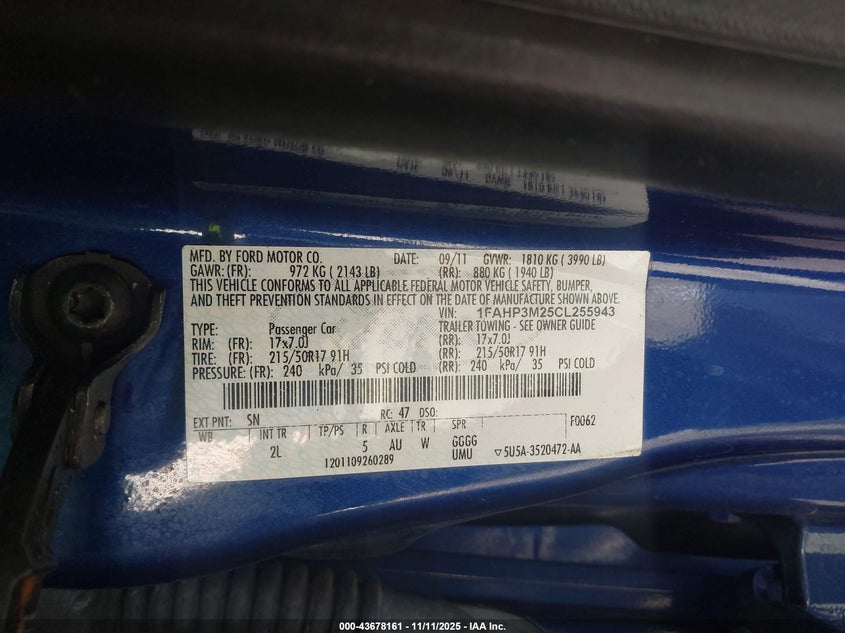 MFD. BY FORD MOTOR CO. DATE: 09/11 GVWR: 1810 KG ( 3990 LB)
GAWR: (FR) 972 KG ( 2143 LB) (RR): 880 KG ( 1940 LB)
THIS VEHICLE CONFORMS TO ALL APPLICABLE FEDERAL MOTOR VEHICLE SAFETY, BUMPER,
AND THEFT PREVENTION STANDARDS IN EFFECT ON THE DATE OF MANUFACTURE SHOWN ABOVE.
VIN: 1FAHP3M25CL255943
TYPE: Passenger Car TRAILER TOWING - SEE OWNER GUIDE
RIM: (FR): 17x7.0J (RR): 17x7.0J
TIRE: (FR): 215/50R17 91H (RR): 215/50R17 91H
PRESSURE: (FR): 240 kPa/ 35 PSI COLD (RR): 240 kPa/ 35 PSI COLD
EXT PNT: SN RC: 47 DSO: F0062
WB INT TR TP/PS R AXLE TR SPR
2L 5 AU W GGGG
1201109260289 UMU ▽5U5A-3520472-AA
000-43678161 - 11/11/2025 - IAA Inc.